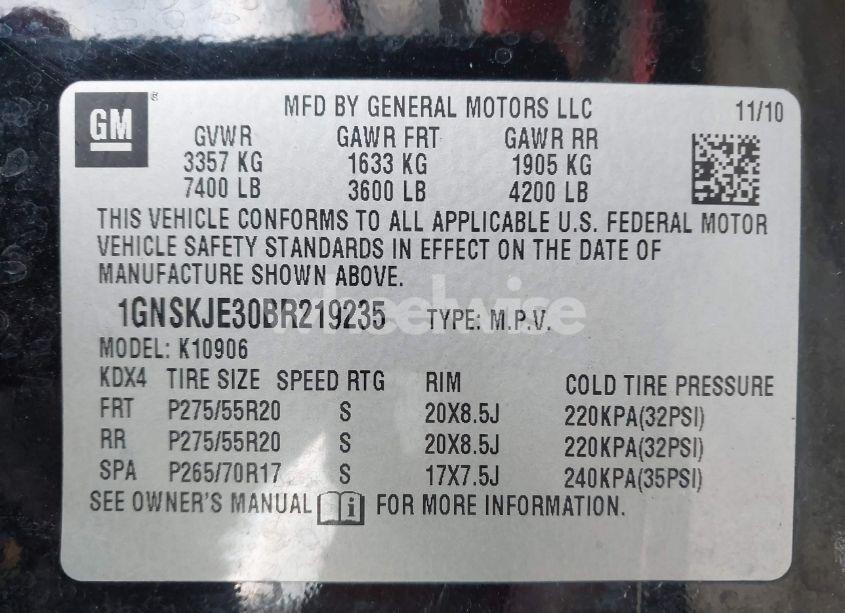 GM ® MFD BY GENERAL MOTORS LLC 11/10
GVWR GAWR FRT GAWR RR
3357 KG 1633 KG 1905 KG
7400 LB 3600 LB 4200 LB
THIS VEHICLE CONFORMS TO ALL APPLICABLE U.S. FEDERAL MOTOR
VEHICLE SAFETY STANDARDS IN EFFECT ON THE DATE OF
MANUFACTURE SHOWN ABOVE.
1GNSKJE30BR219235 TYPE: M.P.V.
wheelwise
MODEL: K10906
KDX4 TIRE SIZE SPEED RTG RIM COLD TIRE PRESSURE
FRT P275/55R20 S 20X8.5J 220KPA(32PSI)
RR P275/55R20 S 20X8.5J 220KPA(32PSI)
SPA P265/70R17 S 17X7.5J 240KPA(35PSI)
SEE OWNER'S MANUAL i FOR MORE INFORMATION.